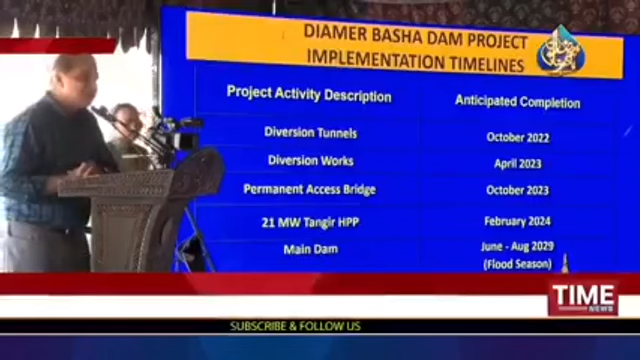 DIAMER BASHA DAM PROJECT
IMPLEMENTATION TIMELINES
Project Activity Description Anticipated Completion
Diversion Tunnels October 2022
Diversion Works April 2023
Permanent Access Bridge October 2023
21 MW Tangir HPP February 2024
Main Dam June - Aug 2029
(Flood Season)
TIME
NEWS
SUBSCRIBE & FOLLOW US